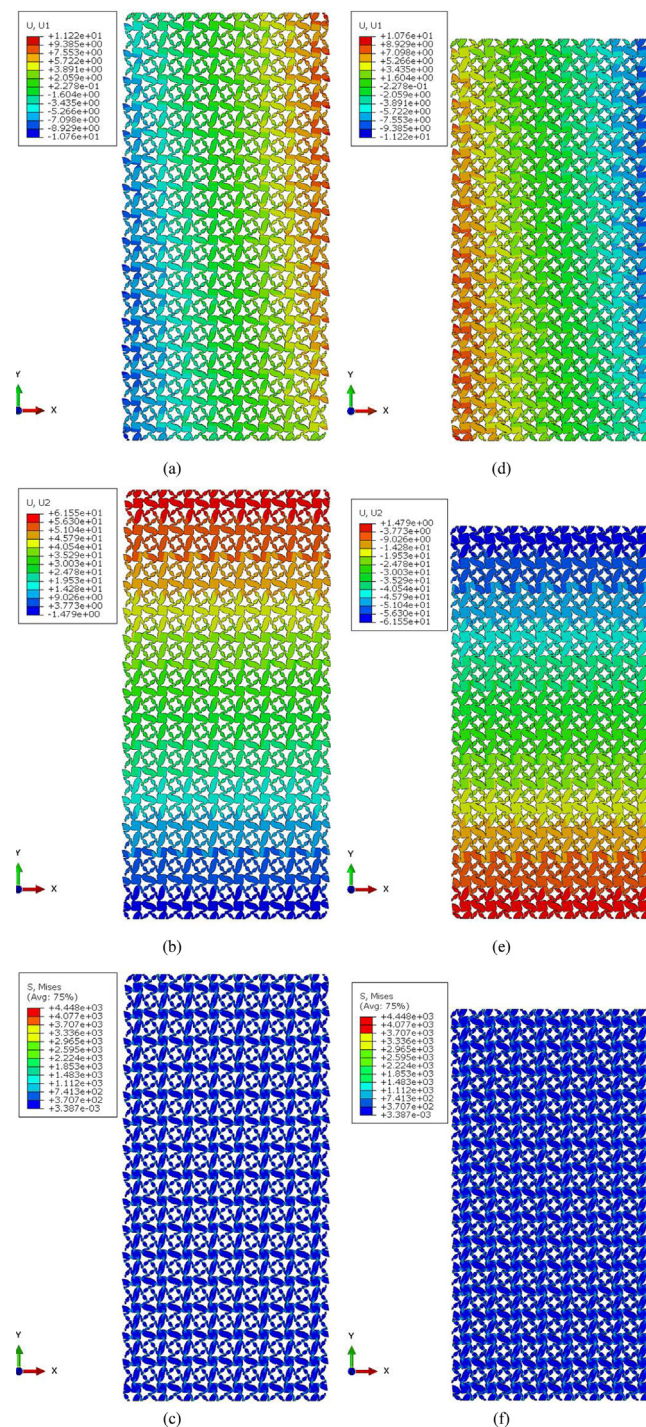 U, U1
+1.122e+01
+9.385e+00
+7.553e+00
+5.722e+00
+3.891e+00
+2.059e+00
+2.278e-01
-1.604e+00
-3.435e+00
-5.266e+00
-7.098e+00
-8.929e+00
-1.076e+01
Y
X
(a)
U, U1
+1.076e+01
+8.929e+00
+7.098e+00
+5.266e+00
+3.435e+00
+1.604e+00
-2.278e-01
-2.059e+00
-3.891e+00
-5.722e+00
-7.553e+00
-9.385e+00
-1.122e+01
Y
X
(d)
U, U2
+6.155e+01
+5.630e+01
+5.104e+01
+4.579e+01
+4.054e+01
+3.529e+01
+3.003e+01
+2.478e+01
+1.953e+01
+1.428e+01
+9.026e+00
+3.773e+00
-1.479e+00
Y
X
(b)
U, U2
+1.479e+00
-3.773e+00
-9.026e+00
-1.428e+01
-1.953e+01
-2.478e+01
-3.003e+01
-3.529e+01
-4.054e+01
-4.579e+01
-5.104e+01
-5.630e+01
-6.155e+01
Y
X
(e)
S, Mises
(Avg: 75%)
+4.448e+03
+4.077e+03
+3.707e+03
+3.336e+03
+2.965e+03
+2.595e+03
+2.224e+03
+1.853e+03
+1.483e+03
+1.112e+03
+7.413e+02
+3.707e+02
+3.387e-03
Y
X
(c)
S, Mises
(Avg: 75%)
+4.448e+03
+4.077e+03
+3.707e+03
+3.336e+03
+2.965e+03
+2.595e+03
+2.224e+03
+1.853e+03
+1.483e+03
+1.112e+03
+7.413e+02
+3.707e+02
+3.387e-03
Y
X
(f)